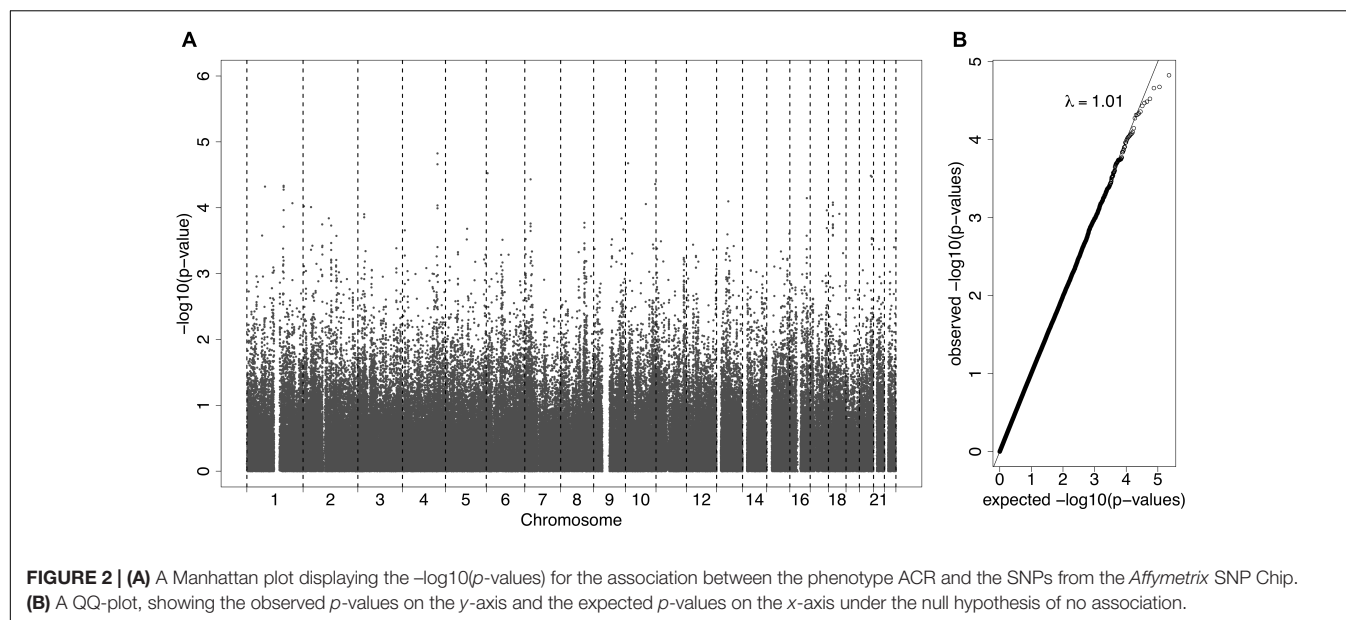 A
B
6
5
4
3
2
1
0
−log10(p−value)
1 2 3 4 5 6 7 8 9 10 12 14 16 18 21
Chromosome
5
4
3
2
1
0
observed −log10(p−values)
λ = 1.01
0 1 2 3 4 5
expected −log10(p−values)
FIGURE 2 | (A) A Manhattan plot displaying the –log10(p-values) for the association between the phenotype ACR and the SNPs from the Affymetrix SNP Chip.
(B) A QQ-plot, showing the observed p-values on the y-axis and the expected p-values on the x-axis under the null hypothesis of no association.